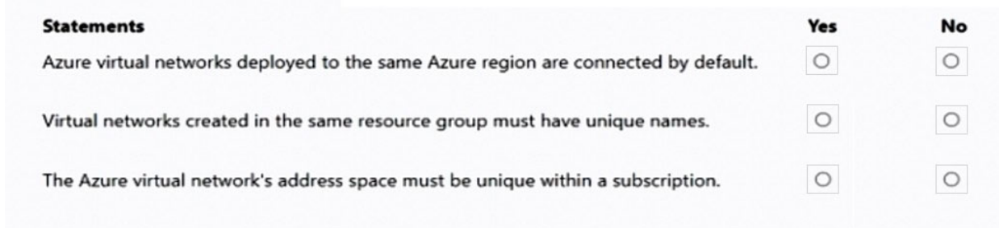 Statements Yes No
Azure virtual networks deployed to the same Azure region are connected by default.
Virtual networks created in the same resource group must have unique names.
The Azure virtual network's address space must be unique within a subscription.